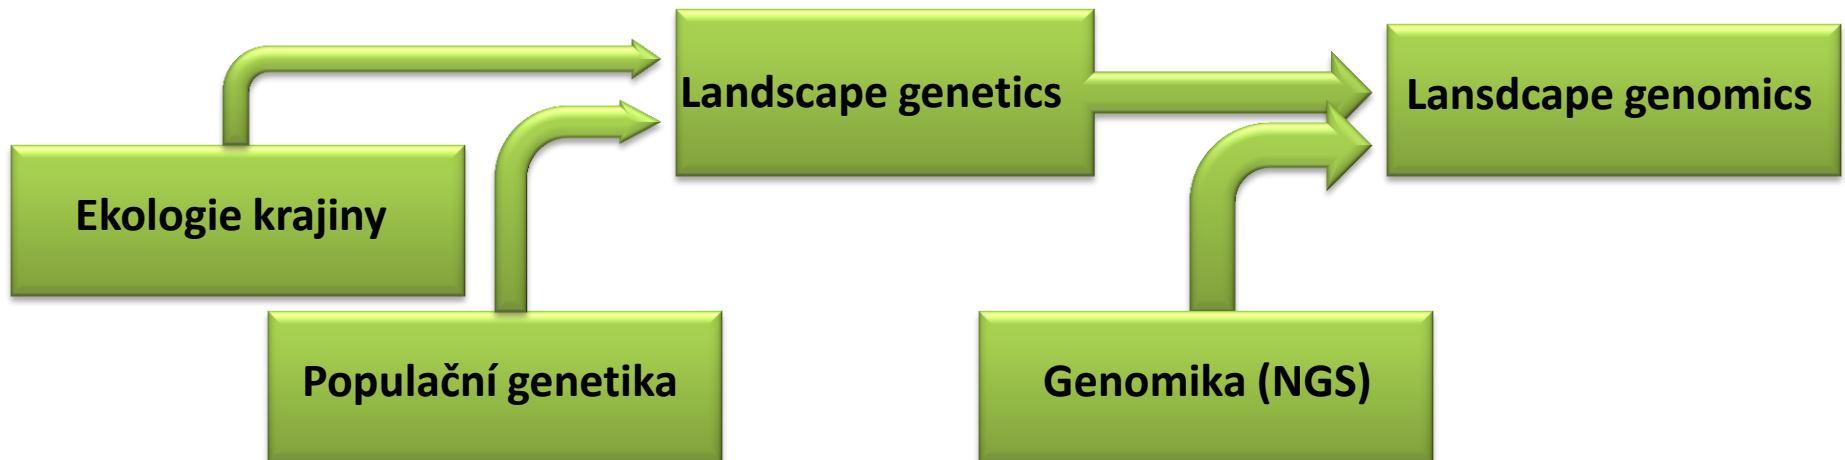 Landscape genetics
Lansdcape genomics
Ekologie krajiny
Populační genetika
Genomika (NGS)